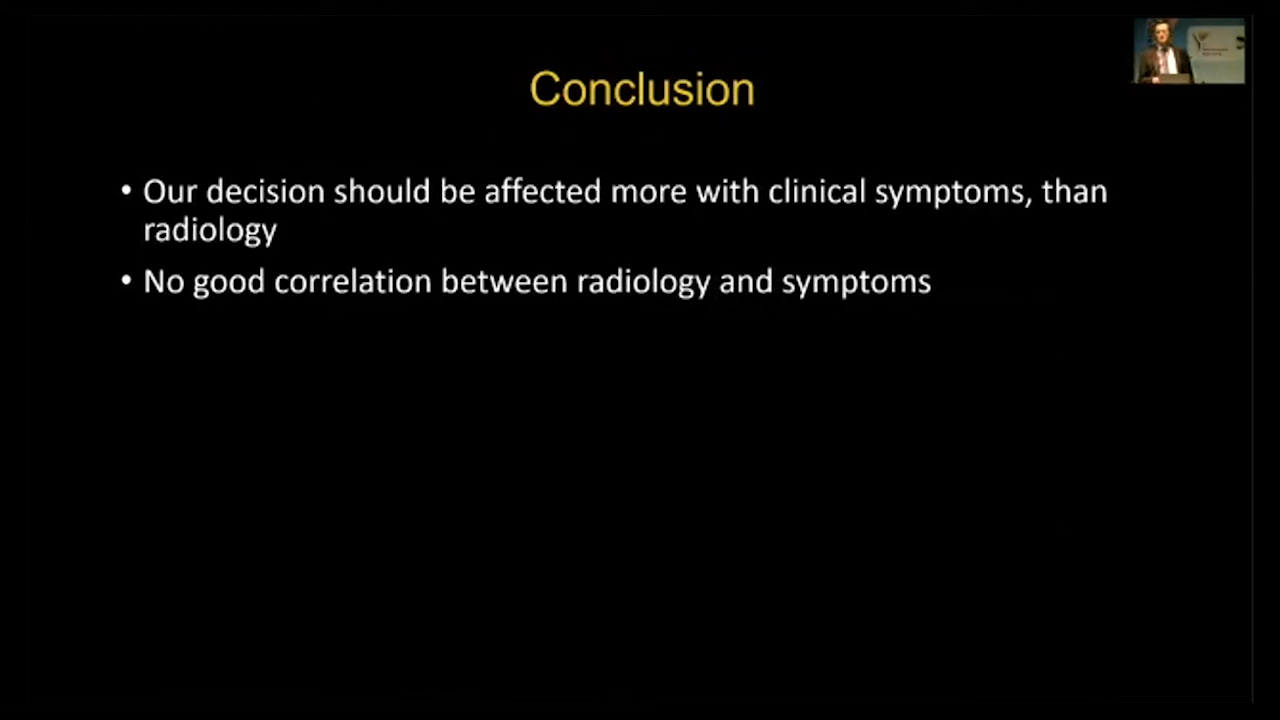 Conclusion
• Our decision should be affected more with clinical symptoms, than
radiology
• No good correlation between radiology and symptoms